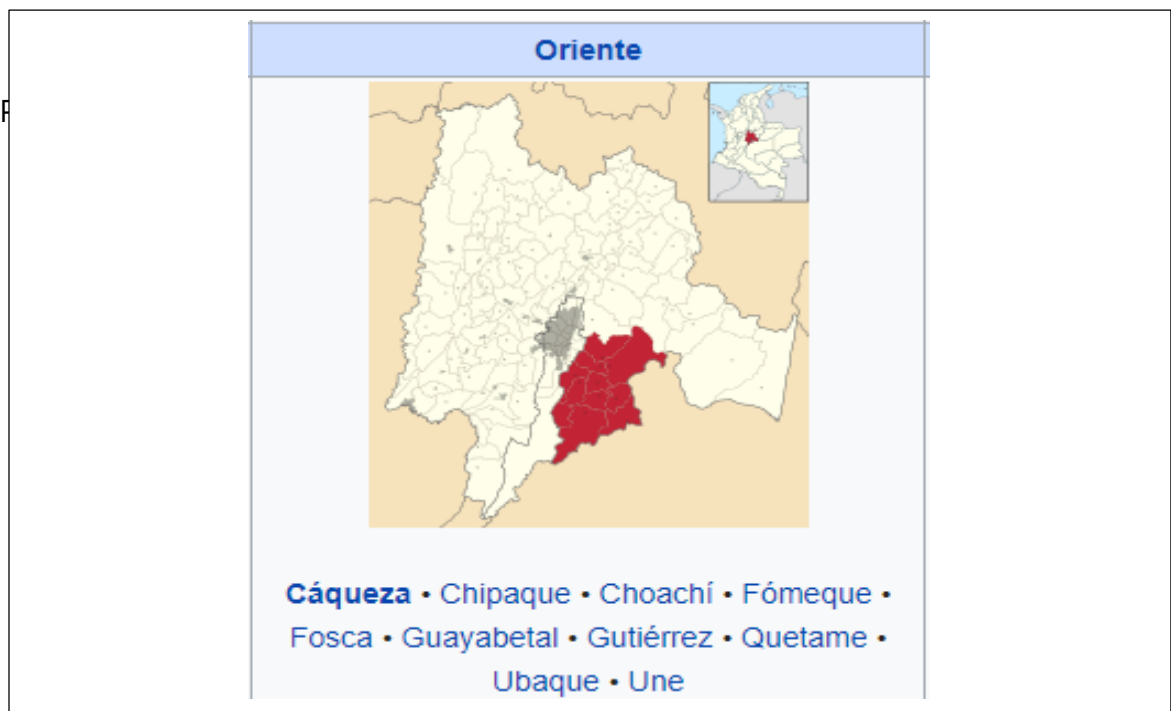 Oriente
Cáqueza • Chipaque • Choachí • Fómeque •
Fosca • Guayabetal • Gutiérrez • Quetame •
Ubaque • Une